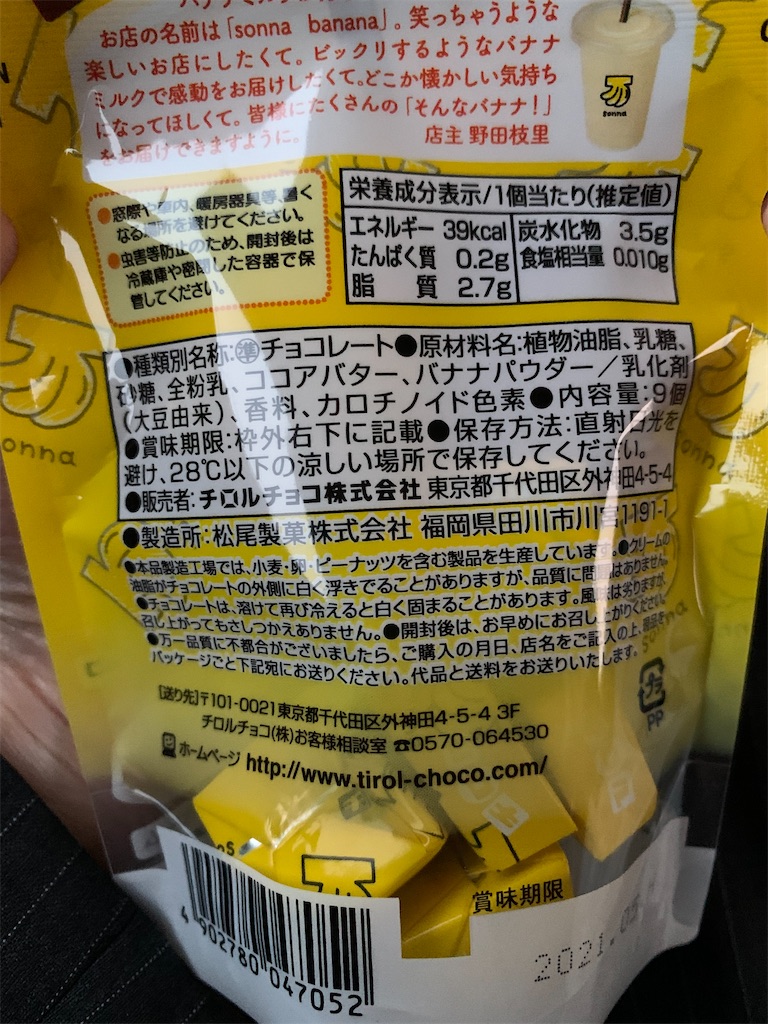 お店の名前は「sonna banana」。笑っちゃうような
楽しいお店にしたくて。ビックリするようなバナナ
ミルクで感動をお届けしたくて。どこか懐かしい気持ち
になってほしくて。皆様にたくさんの「そんなバナナ！」
をお届けできますように。 店主 野田枝里
sonna
●窓際や車内、暖房器具等、暑く
なる場所を避けてください。
●虫害等防止のため、開封後は
冷蔵庫や密閉した容器で保
管してください。
栄養成分表示/1個当たり(推定値)
エネルギー 39kcal 炭水化物 3.5g
たんぱく質 0.2g 食塩相当量 0.010g
脂質 2.7g
●種類別名称:㊟チョコレート●原材料名:植物油脂、乳糖、
砂糖、全粉乳、ココアバター、バナナパウダー／乳化剤
(大豆由来)、香料、カロチノイド色素●内容量:9個
●賞味期限:枠外右下に記載●保存方法:直射日光を
避け、28℃以下の涼しい場所で保存してください。
●販売者:チロルチョコ株式会社 東京都千代田区外神田4-5-4
●製造所:松尾製菓株式会社 福岡県田川市川宮1191-1
●本品製造工場では、小麦・卵・ピーナッツを含む製品を生産しています。●クリームの
油脂がチョコレートの外側に白く浮きでることがありますが、品質に問題はありません。
●チョコレートは、溶けて再び冷えると白く固まることがあります。風味は劣りますが、
召し上がってもさしつかえありません。●開封後は、お早めにお召し上がりください。
●万一品質に不都合がございましたら、ご購入の月日、店名をご記入の上、商品を
パッケージごと下記宛にお送りください。代品と送料をお送りいたします。
プラ
PP
[送り先]〒101-0021東京都千代田区外神田4-5-4 3F
チロルチョコ(株)お客様相談室 ☎0570-064530
ホームページ http://www.tirol-choco.com/
sonna
sonna
sonna
賞味期限
4 902780 047052
2021.